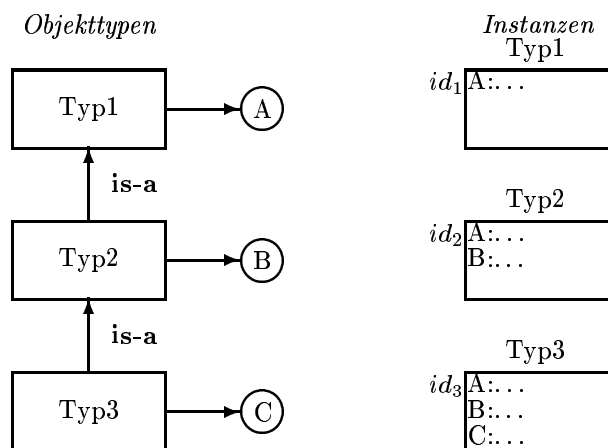 Objekttypen
Typ1
A
is-a
Typ2
B
is-a
Typ3
C
Instanzen
Typ1
id1 A:...
Typ2
id2 A:...
B:...
Typ3
id3 A:...
B:...
C:...